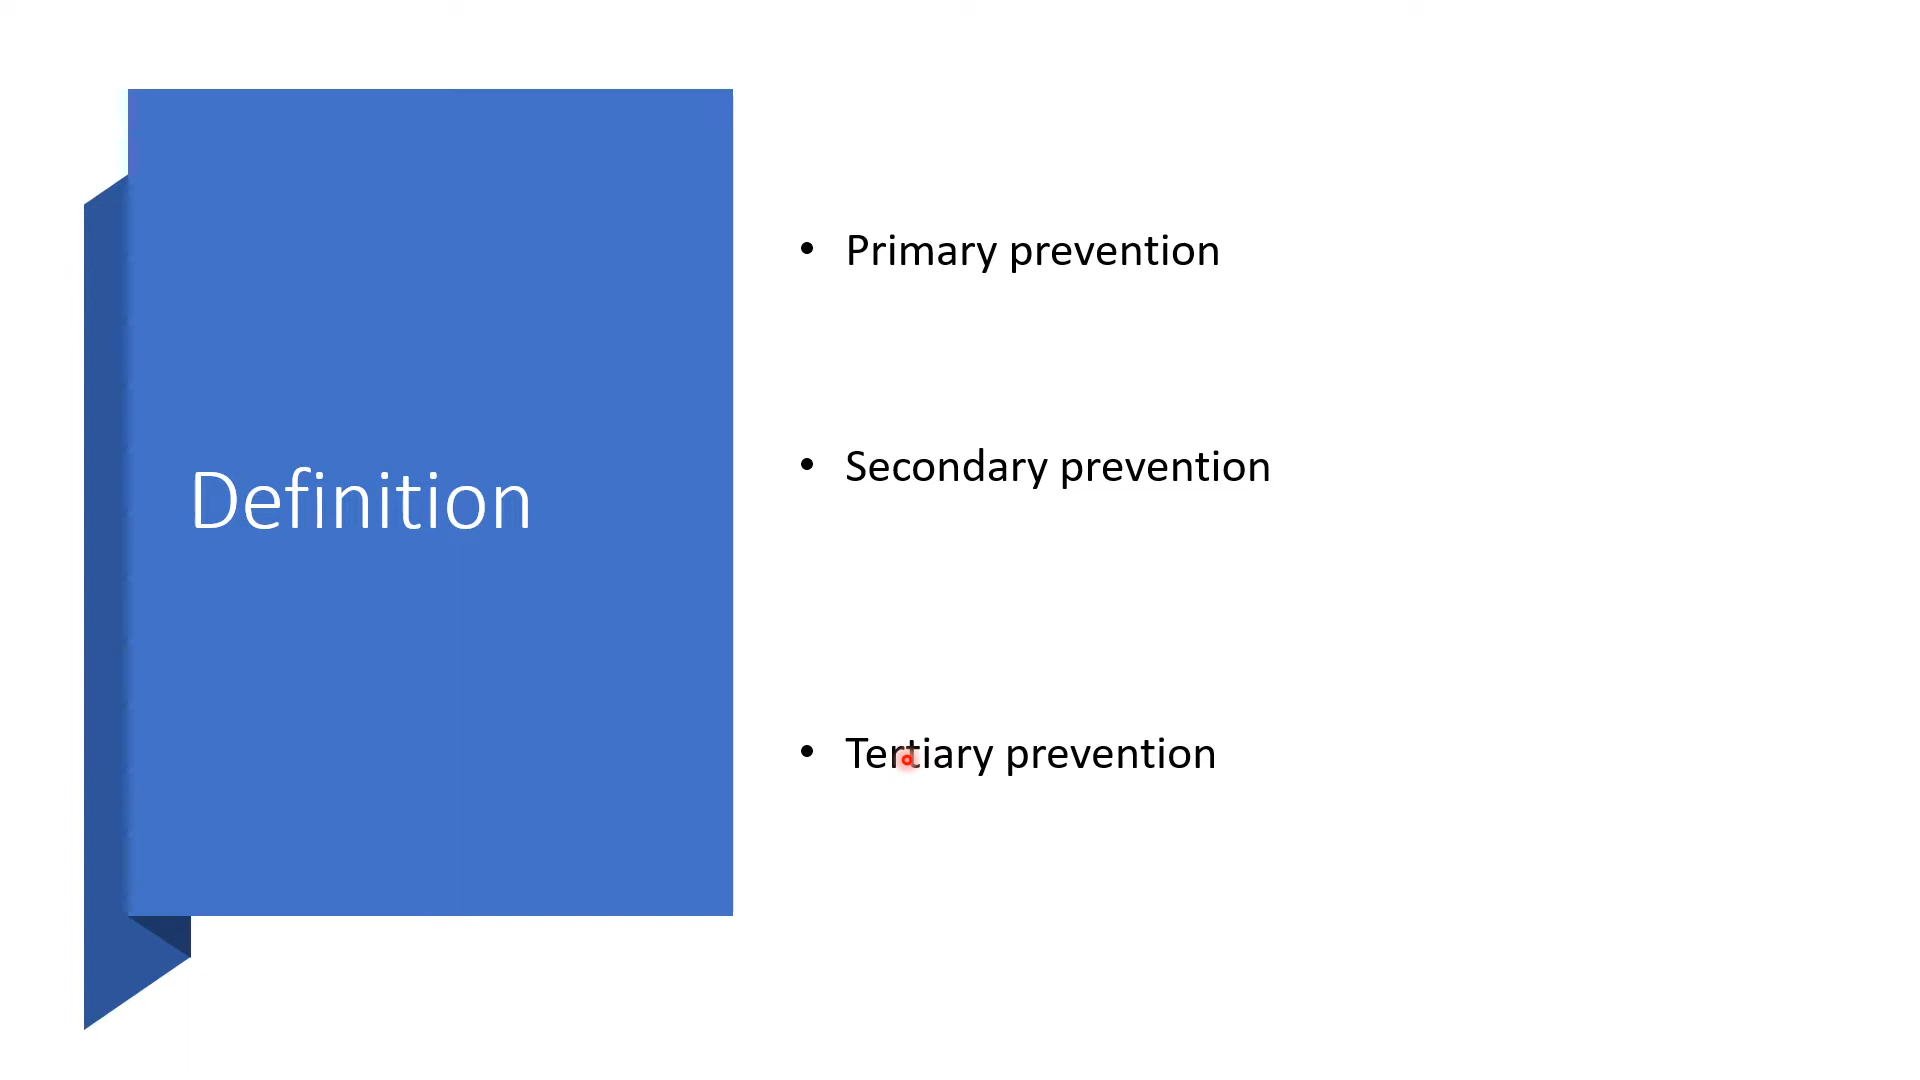 Definition
• Primary prevention
• Secondary prevention
• Tertiary prevention